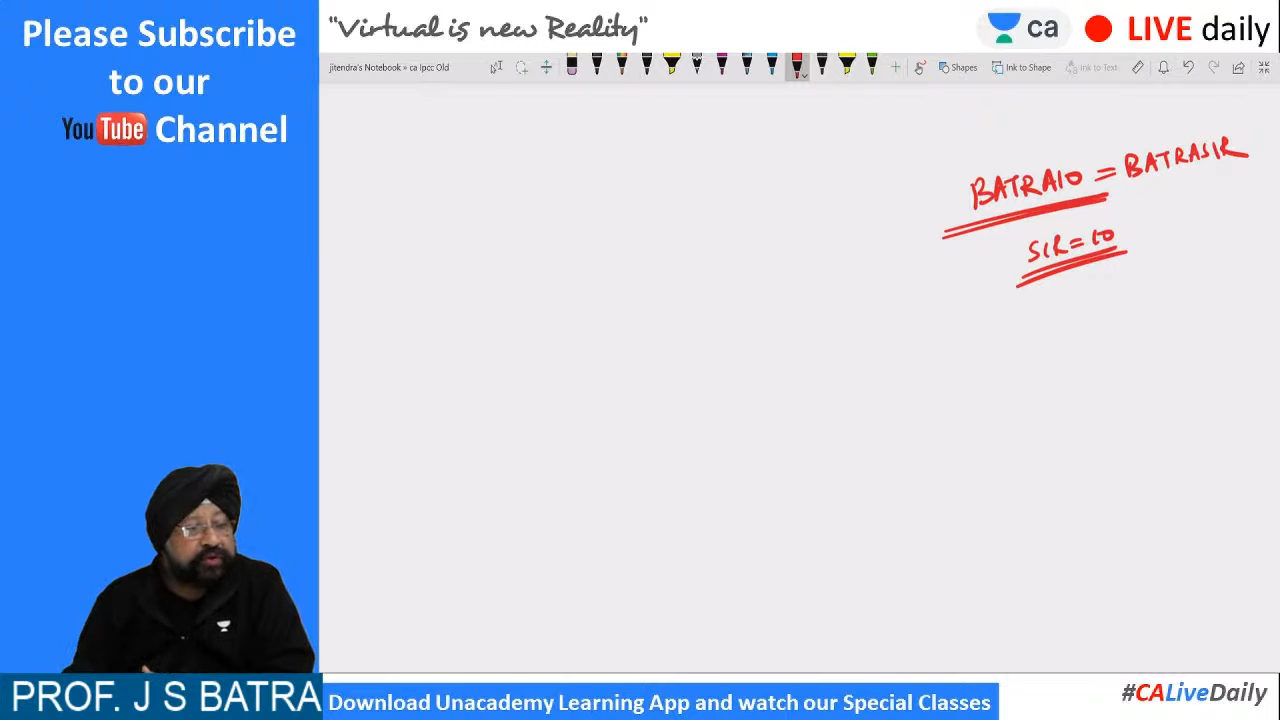 Please Subscribe
to our
YouTube Channel
"Virtual is new Reality"
ca LIVE daily
jitendra's Notebook » ca Ipcc Old
Shapes
Ink to Shape
Ink to Text
BATRA10 = BATRASIR
SIR = 10
PROF. J S BATRA
Download Unacademy Learning App and watch our Special Classes
#CALiveDaily